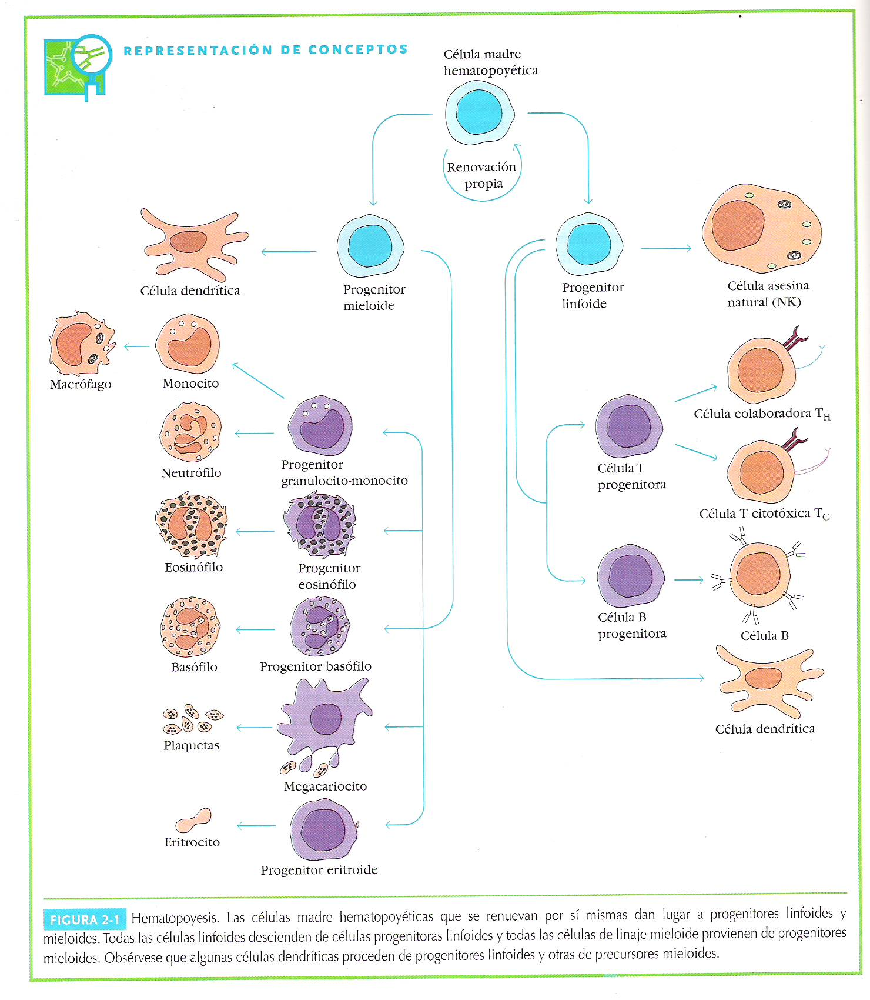 REPRESENTACIÓN DE CONCEPTOS
Célula madre
hematopoyética
Renovación
propia
Célula dendrítica
Progenitor
mieloide
Progenitor
linfoide
Célula asesina
natural (NK)
Macrófago
Monocito
Célula colaboradora TH
Neutrófilo
Progenitor
granulocito-monocito
Célula T
progenitora
Célula T citotóxica TC
Eosinófilo
Progenitor
eosinófilo
Célula B
progenitora
Célula B
Basófilo
Progenitor basófilo
Célula dendrítica
Plaquetas
Megacariocito
Eritrocito
Progenitor eritroide
FIGURA 2-1 Hematopoyesis. Las células madre hematopoyéticas que se renuevan por sí mismas dan lugar a progenitores linfoides y
mieloides. Todas las células linfoides descienden de células progenitoras linfoides y todas las células de linaje mieloide provienen de progenitores
mieloides. Obsérvese que algunas células dendríticas proceden de progenitores linfoides y otras de precursores mieloides.